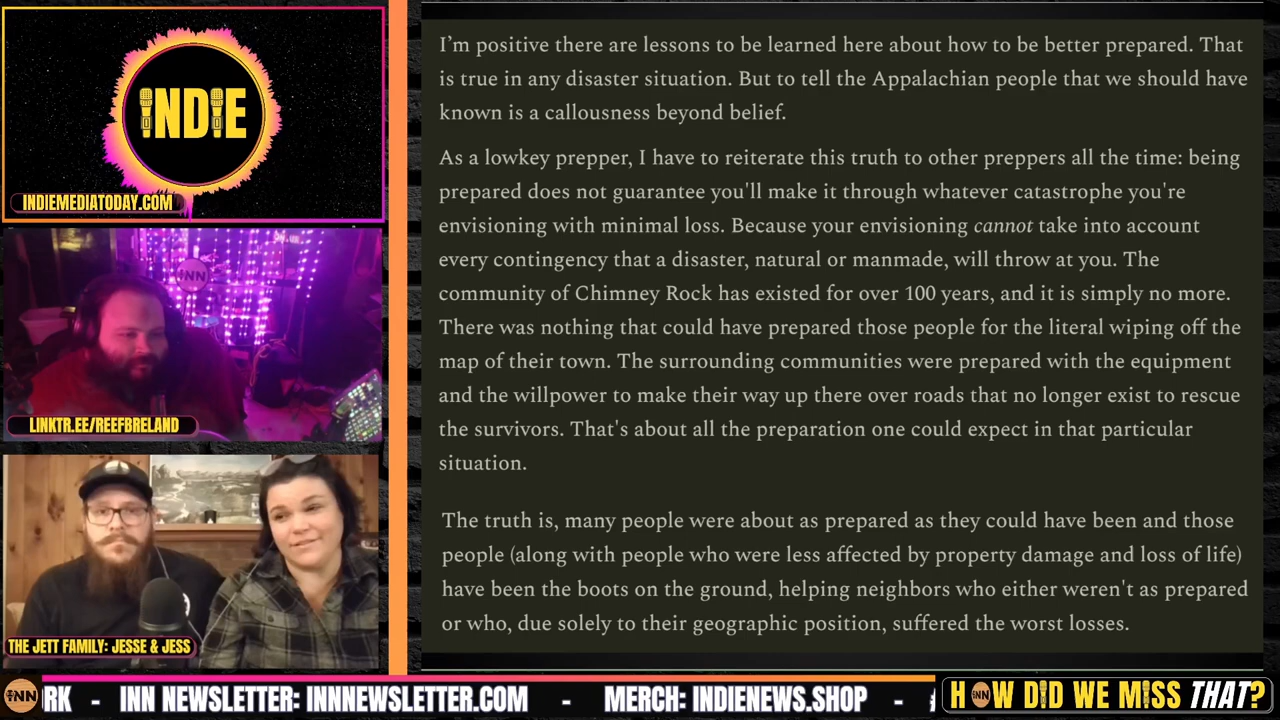 INDIE
INDIEMEDIATODAY.COM
INN
LINKTR.EE/REEFBRELAND
THE JETT FAMILY: JESSE & JESS
I’m positive there are lessons to be learned here about how to be better prepared. That
is true in any disaster situation. But to tell the Appalachian people that we should have
known is a callousness beyond belief.
As a lowkey prepper, I have to reiterate this truth to other preppers all the time: being
prepared does not guarantee you'll make it through whatever catastrophe you're
envisioning with minimal loss. Because your envisioning cannot take into account
every contingency that a disaster, natural or manmade, will throw at you. The
community of Chimney Rock has existed for over 100 years, and it is simply no more.
There was nothing that could have prepared those people for the literal wiping off the
map of their town. The surrounding communities were prepared with the equipment
and the willpower to make their way up there over roads that no longer exist to rescue
the survivors. That's about all the preparation one could expect in that particular
situation.
The truth is, many people were about as prepared as they could have been and those
people (along with people who were less affected by property damage and loss of life)
have been the boots on the ground, helping neighbors who either weren't as prepared
or who, due solely to their geographic position, suffered the worst losses.
INN
RK - INN NEWSLETTER: INNNEWSLETTER.COM - MERCH: INDIENEWS.SHOP -
HOW DID WE MISS THAT?
INN